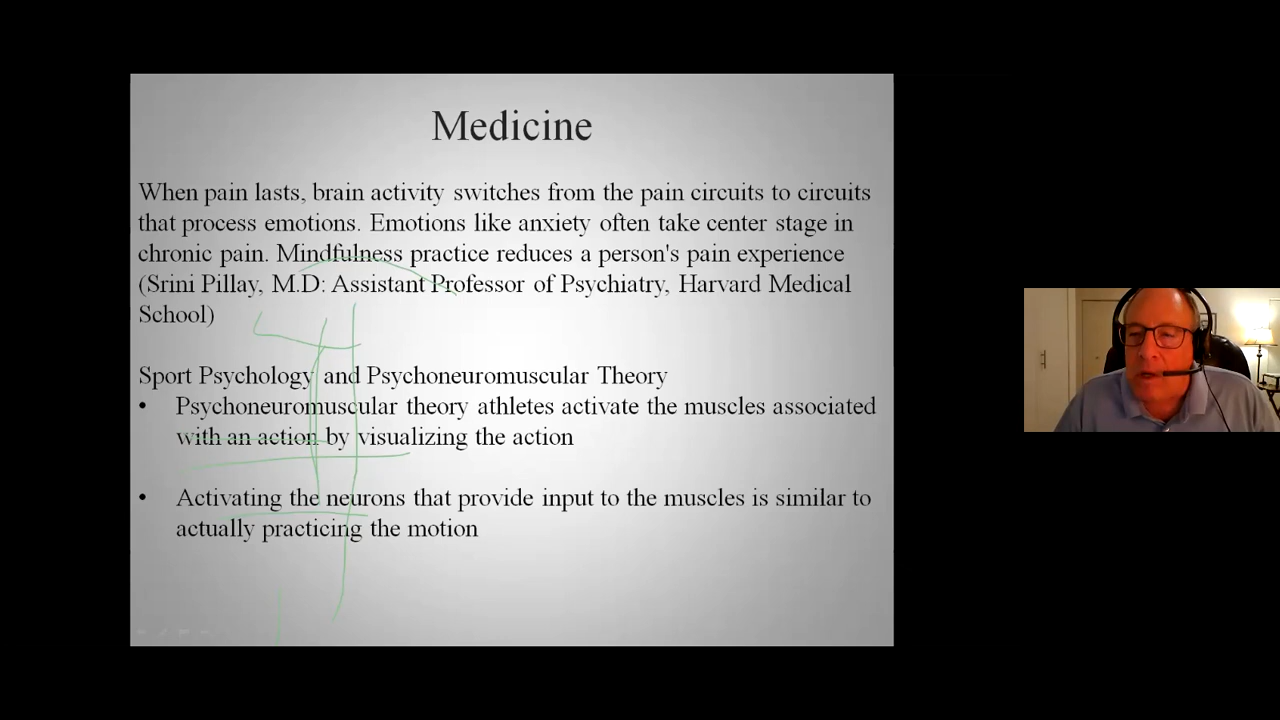 Medicine
When pain lasts, brain activity switches from the pain circuits to circuits
that process emotions. Emotions like anxiety often take center stage in
chronic pain. Mindfulness practice reduces a person's pain experience
(Srini Pillay, M.D: Assistant Professor of Psychiatry, Harvard Medical
School)
Sport Psychology and Psychoneuromuscular Theory
• Psychoneuromuscular theory athletes activate the muscles associated
with an action by visualizing the action
• Activating the neurons that provide input to the muscles is similar to
actually practicing the motion